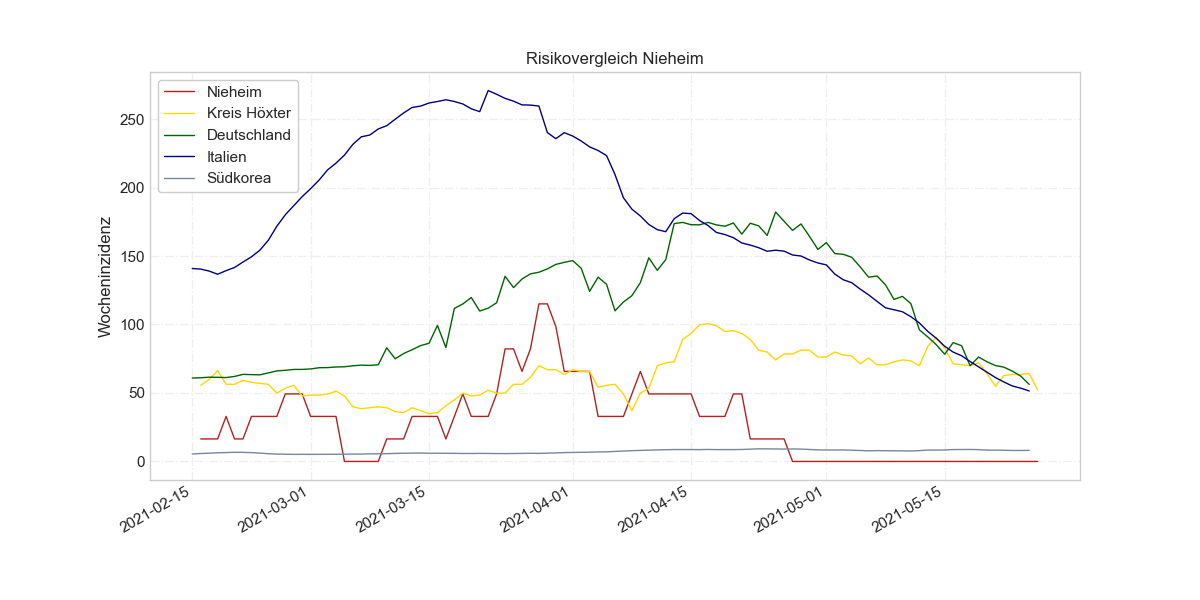 Risikovergleich Nieheim
Nieheim
Kreis Höxter
Deutschland
Italien
Südkorea
Wocheninzidenz
250
200
150
100
50
0
2021-02-15
2021-03-01
2021-03-15
2021-04-01
2021-04-15
2021-05-01
2021-05-15